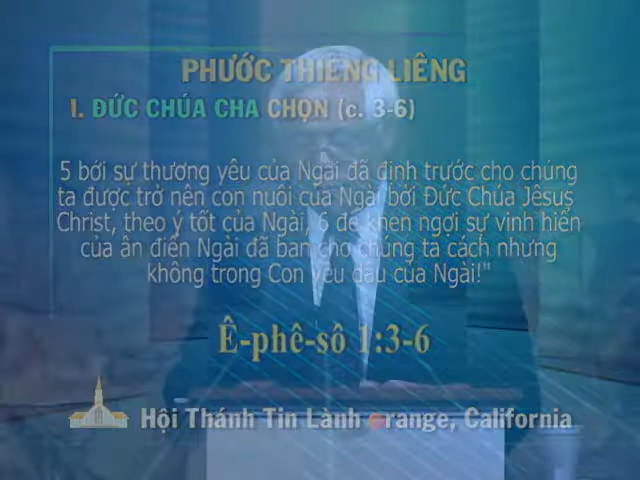 PHƯỚC THIÊNG LIÊNG
I. ĐỨC CHÚA CHA CHỌN (c. 3-6)
5 bởi sự thương yêu của Ngài đã định trước cho chúng
ta được trở nên con nuôi của Ngài bởi Đức Chúa Jêsus
Christ, theo ý tốt của Ngài, 6 để khen ngợi sự vinh hiển
của ân điển Ngài đã ban cho chúng ta cách nhưng
không trong Con yêu dấu của Ngài!"
Ê-phê-sô 1:3-6
Hội Thánh Tin Lành Orange, California